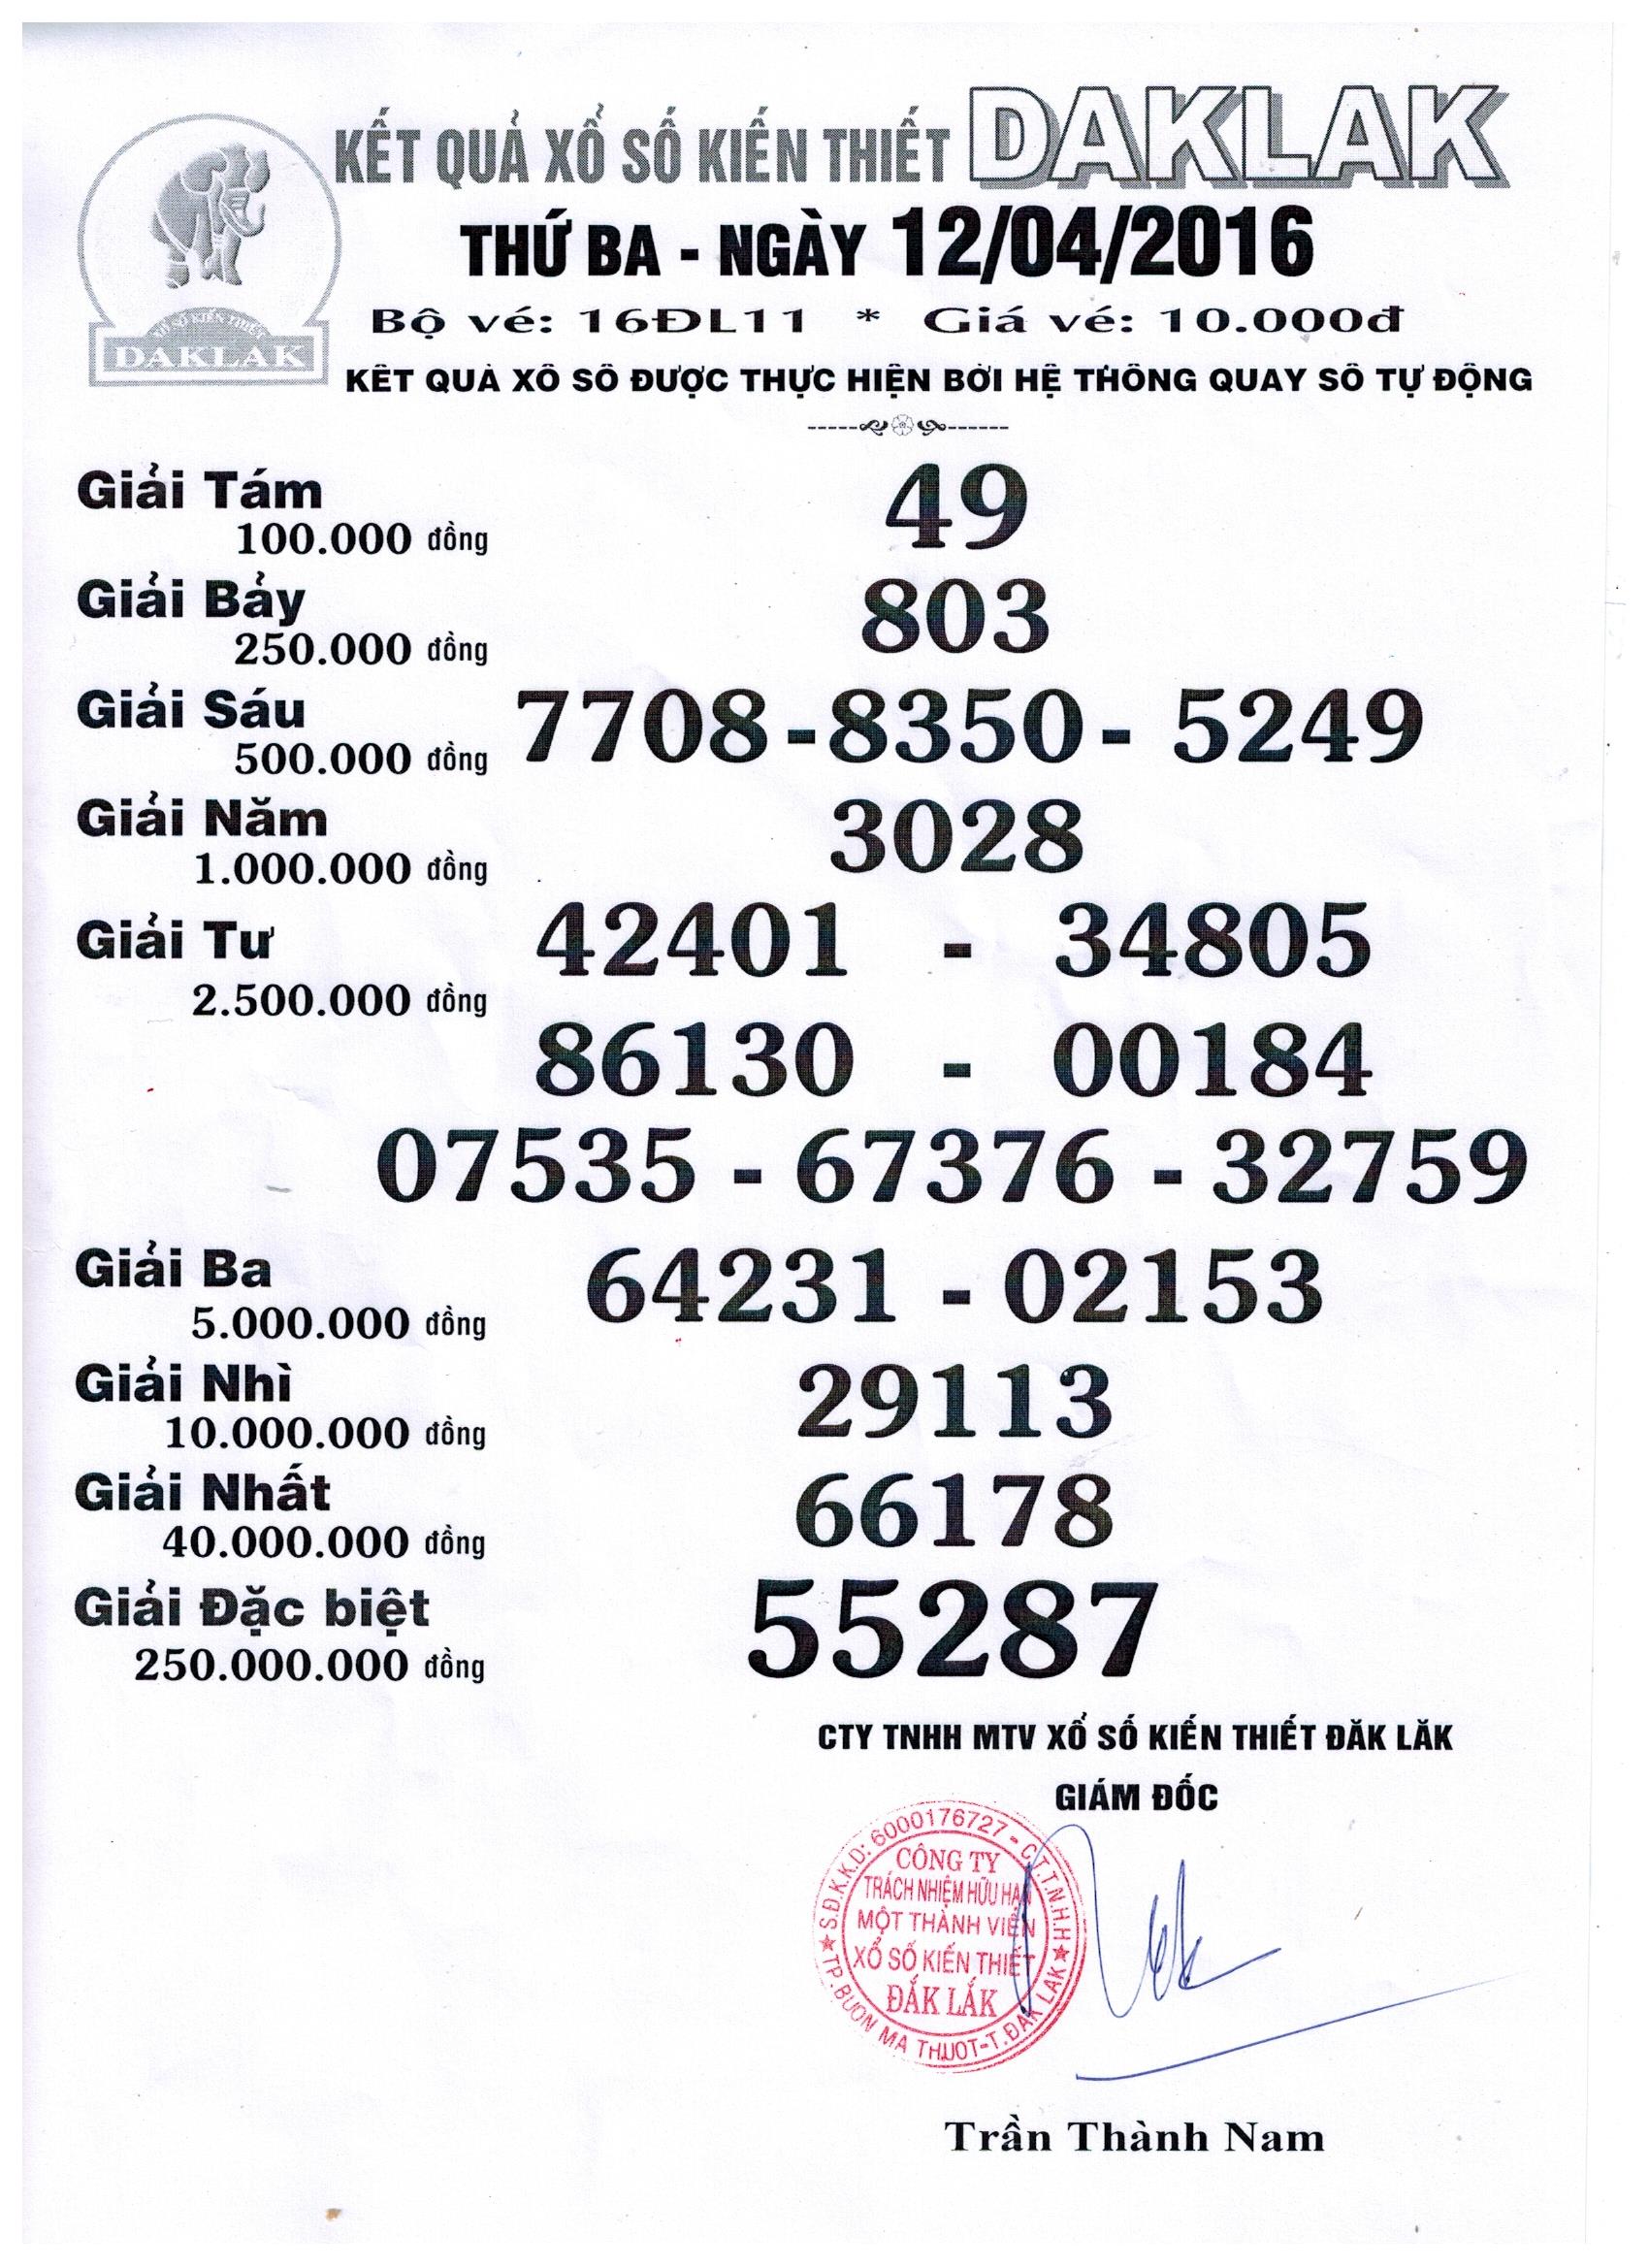 KẾT QUẢ XỔ SỐ KIẾN THIẾT DAKLAK
THỨ BA - NGÀY 12/04/2016
Bộ vé: 16ĐL11 * Giá vé: 10.000đ
XỔ SỐ KIẾN THIẾT
DAKLAK
KẾT QUẢ XỔ SỐ ĐƯỢC THỰC HIỆN BỞI HỆ THỐNG QUAY SỐ TỰ ĐỘNG
Giải Tám 49
100.000 đồng
Giải Bảy 803
250.000 đồng
Giải Sáu 7708 - 8350 - 5249
500.000 đồng
Giải Năm 3028
1.000.000 đồng
Giải Tư 42401 - 34805
2.500.000 đồng
86130 - 00184
07535 - 67376 - 32759
Giải Ba 64231 - 02153
5.000.000 đồng
Giải Nhì 29113
10.000.000 đồng
Giải Nhất 66178
40.000.000 đồng
Giải Đặc biệt 55287
250.000.000 đồng
CTY TNHH MTV XỔ SỐ KIẾN THIẾT ĐĂK LĂK
GIÁM ĐỐC
S.Đ.K.K.D: 6000176727 - C.T.T.N.H.H
CÔNG TY
TRÁCH NHIỆM HỮU HẠN
MỘT THÀNH VIÊN
XỔ SỐ KIẾN THIẾT
ĐẮK LẮK
TP.BUÔN MA THUỘT-T.ĐẮK LẮK
Trần Thành Nam